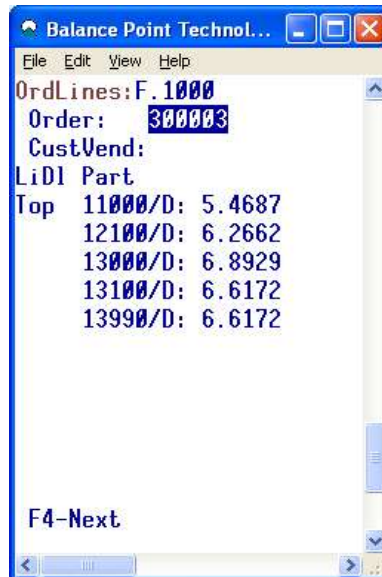 Balance Point Technol...
File Edit View Help
OrdLines:F.1000
Order: 300003
CustVend:
LiDl Part
Top 11000/D: 5.4687
12100/D: 6.2662
13000/D: 6.8929
13100/D: 6.6172
13990/D: 6.6172
F4-Next